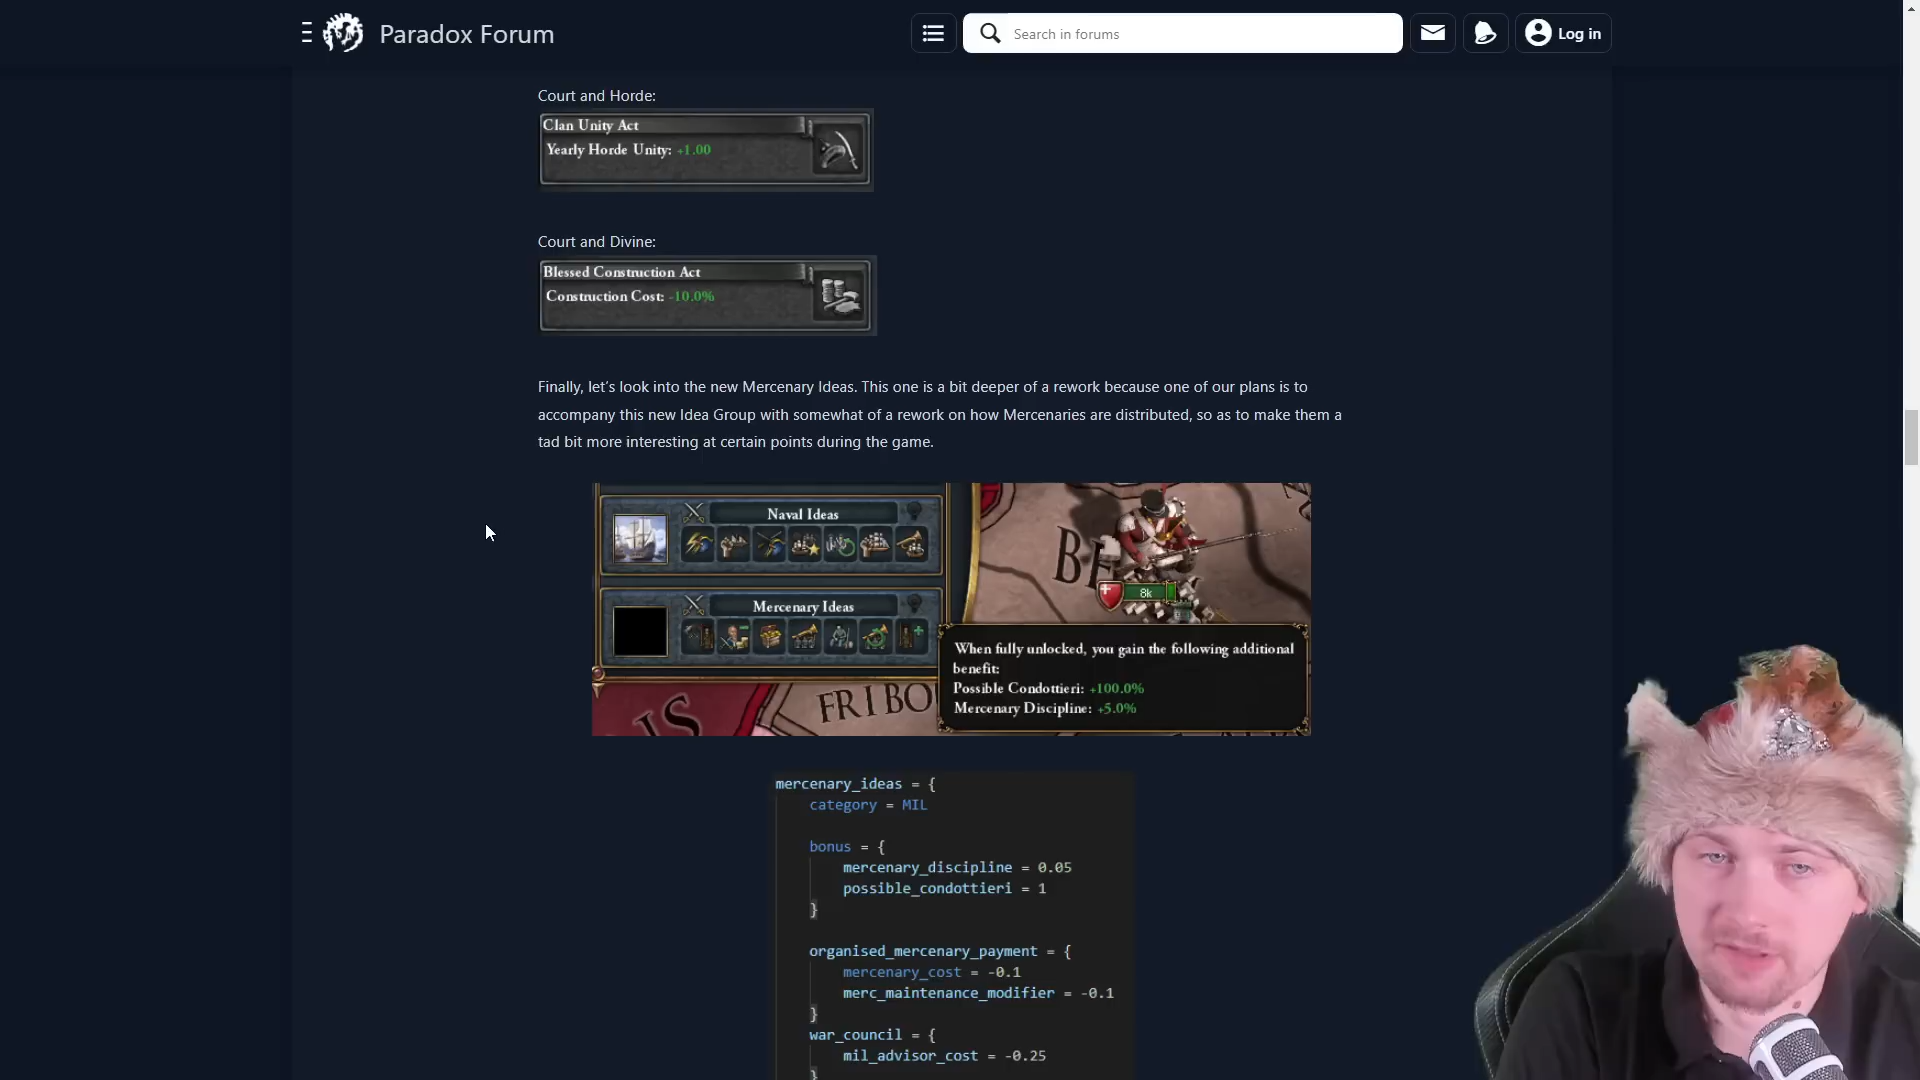 Paradox Forum
Search in forums
Log in
Court and Horde:
Clan Unity Act
Yearly Horde Unity: +1.00
Court and Divine:
Blessed Construction Act
Construction Cost: -10.0%
Finally, let's look into the new Mercenary Ideas. This one is a bit deeper of a rework because one of our plans is to
accompany this new Idea Group with somewhat of a rework on how Mercenaries are distributed, so as to make them a
tad bit more interesting at certain points during the game.
Naval Ideas
Mercenary Ideas
BE
8k
When fully unlocked, you gain the following additional
benefit:
Possible Condottieri: +100.0%
Mercenary Discipline: +5.0%
IS
FRIBO
mercenary_ideas = {
category = MIL
bonus = {
mercenary_discipline = 0.05
possible_condottieri = 1
}
organised_mercenary_payment = {
mercenary_cost = -0.1
merc_maintenance_modifier = -0.1
}
war_council = {
mil_advisor_cost = -0.25
}